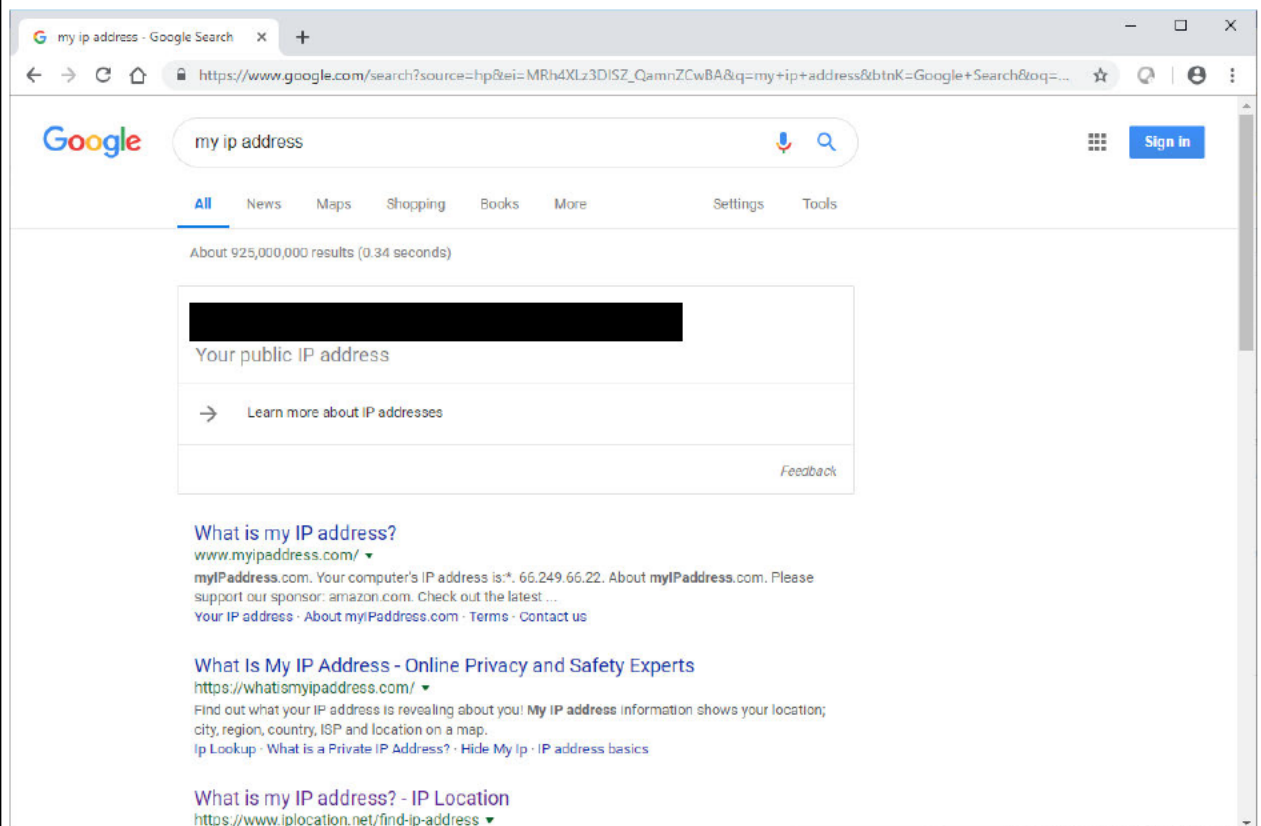 my ip address - Google Search
https://www.google.com/search?source=hp&ei=MRh4XLz3DISZ_QamnZCwBA&q=my+ip+address&btnK=Google+Search&oq=...
Google
my ip address
Sign in
All News Maps Shopping Books More Settings Tools
About 925,000,000 results (0.34 seconds)
Your public IP address
Learn more about IP addresses
Feedback
What is my IP address?
www.myipaddress.com/
myIPaddress.com. Your computer's IP address is:*. 66.249.66.22. About myIPaddress.com. Please
support our sponsor: amazon.com. Check out the latest ...
Your IP address · About myIPaddress.com · Terms · Contact us
What Is My IP Address - Online Privacy and Safety Experts
https://whatismyipaddress.com/
Find out what your IP address is revealing about you! My IP address information shows your location;
city, region, country, ISP and location on a map.
Ip Lookup · What is a Private IP Address? · Hide My Ip · IP address basics
What is my IP address? - IP Location
https://www.iplocation.net/find-ip-address